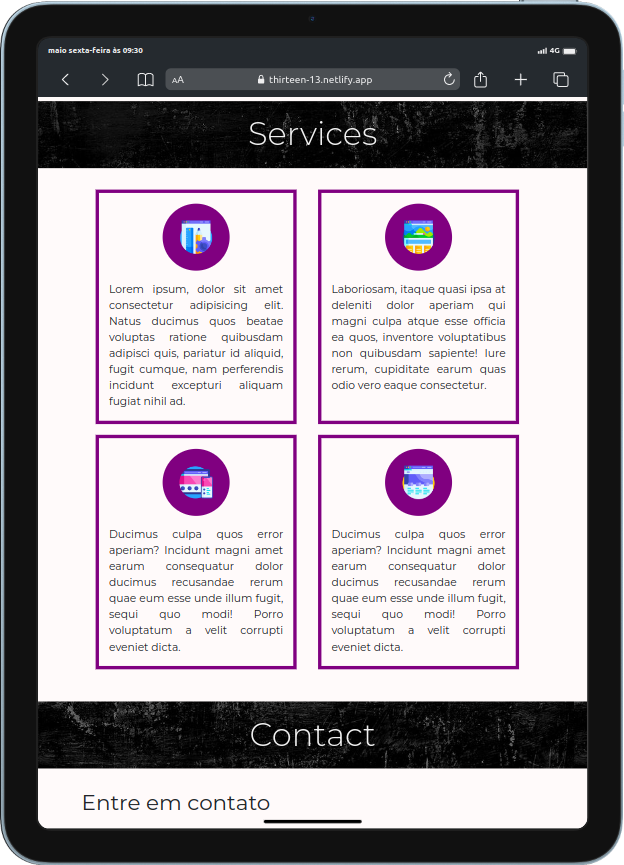 maio sexta-feira às 09:30
4G
AA
thirteen-13.netlify.app
Services
Lorem ipsum, dolor sit amet
consectetur adipisicing elit.
Natus ducimus quos beatae
voluptas ratione quibusdam
adipisci quis, pariatur id aliquid,
fugit cumque, nam perferendis
incidunt excepturi aliquam
fugiat nihil ad.
Laboriosam, itaque quasi ipsa at
deleniti dolor aperiam qui
magni culpa atque esse officia
ea quos, inventore voluptatibus
non quibusdam sapiente! Iure
rerum, cupiditate earum quas
odio vero eaque consectetur.
Ducimus culpa quos error
aperiam? Incidunt magni amet
earum consequatur dolor
ducimus recusandae rerum
quae eum esse unde illum fugit,
sequi quo modi! Porro
voluptatum a velit corrupti
eveniet dicta.
Ducimus culpa quos error
aperiam? Incidunt magni amet
earum consequatur dolor
ducimus recusandae rerum
quae eum esse unde illum fugit,
sequi quo modi! Porro
voluptatum a velit corrupti
eveniet dicta.
Contact
Entre em contato